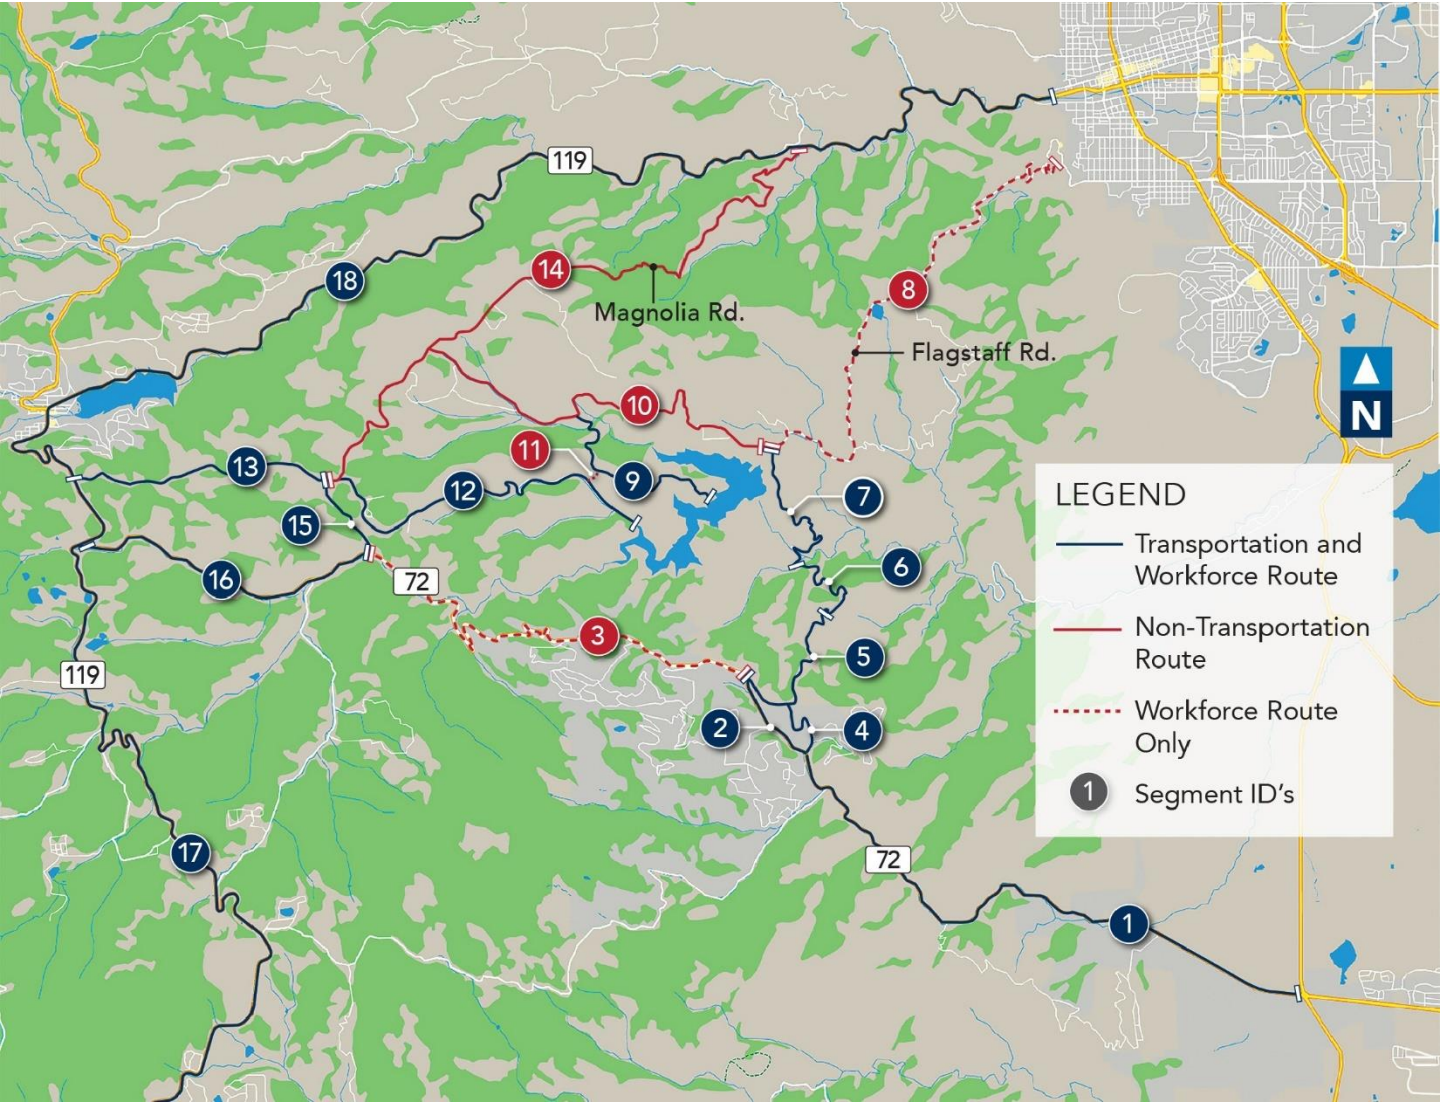 119
18
14
Magnolia Rd.
8
Flagstaff Rd.
10
11
13
12
9
7
15
16
72
6
3
5
119
2
4
17
72
1
N
LEGEND
Transportation and
Workforce Route
Non-Transportation
Route
Workforce Route
Only
1 Segment ID's